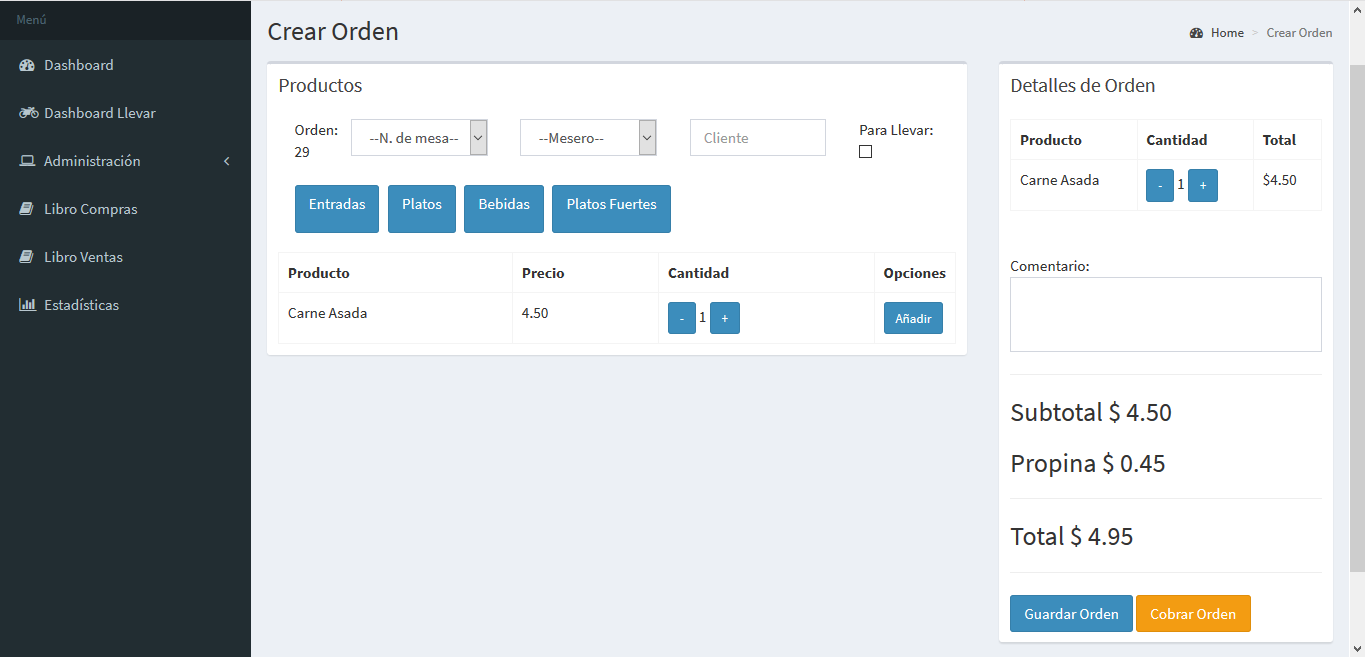 Menú
Dashboard
Dashboard Llevar
Administración
Libro Compras
Libro Ventas
Estadísticas
Crear Orden
Home > Crear Orden
Productos
Orden:
29
--N. de mesa--
--Mesero--
Cliente
Para Llevar:
Entradas
Platos
Bebidas
Platos Fuertes
Producto Precio Cantidad Opciones
Carne Asada 4.50 - 1 + Añadir
Detalles de Orden
Producto Cantidad Total
Carne Asada - 1 + $4.50
Comentario:
Subtotal $ 4.50
Propina $ 0.45
Total $ 4.95
Guardar Orden
Cobrar Orden